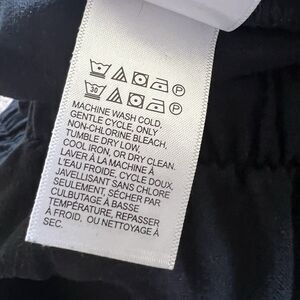 30
MACHINE WASH COLD,
GENTLE CYCLE, ONLY
NON-CHLORINE BLEACH,
TUMBLE DRY LOW,
COOL IRON, OR DRY CLEAN.
LAVER À LA MACHINE À
L'EAU FROIDE, CYCLE DOUX,
JAVELLISANT SANS CHLORE
SEULEMENT, SÉCHER PAR
CULBUTAGE À BASSE
TEMPÉRATURE, REPASSER
À FROID, OU NETTOYAGE À
SEC.